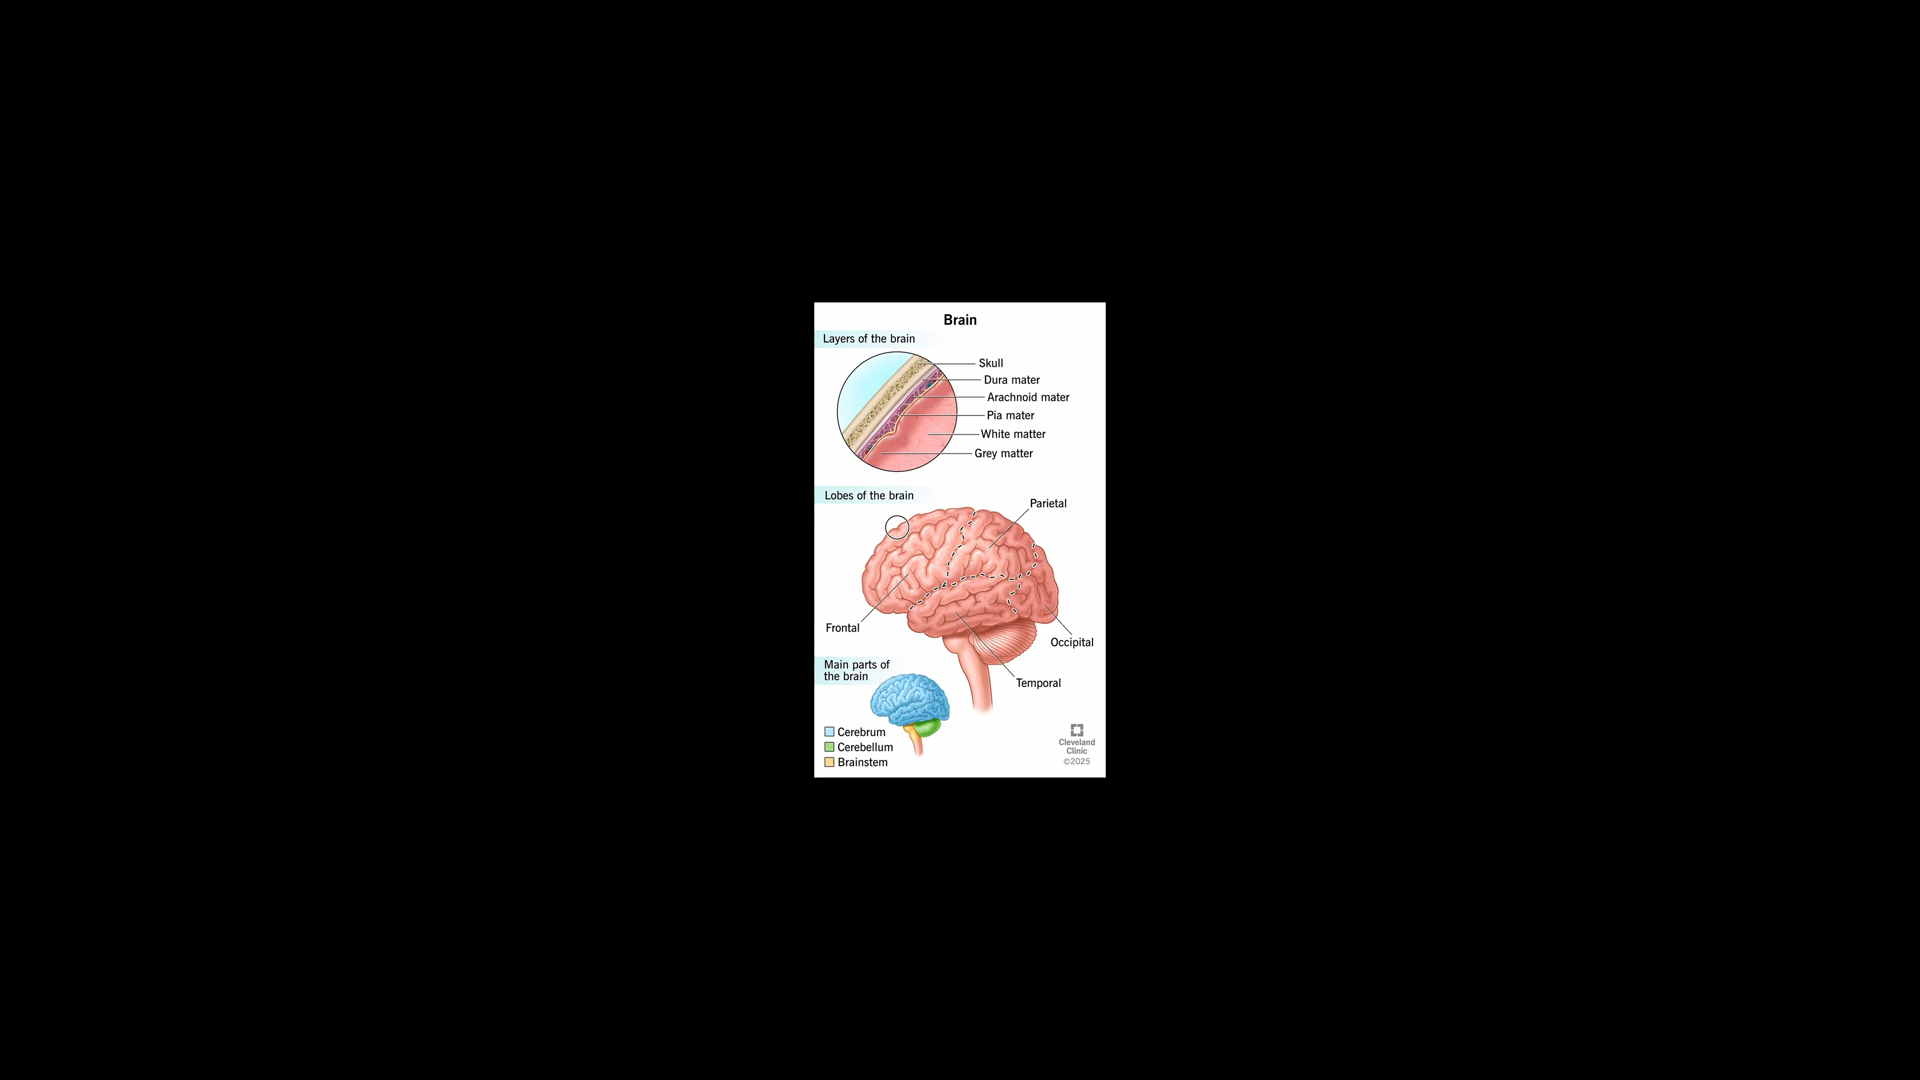 Brain
Layers of the brain
Skull
Dura mater
Arachnoid mater
Pia mater
White matter
Grey matter
Lobes of the brain
Parietal
Frontal
Occipital
Temporal
Main parts of
the brain
Cerebrum
Cerebellum
Brainstem
Cleveland
Clinic
©2025